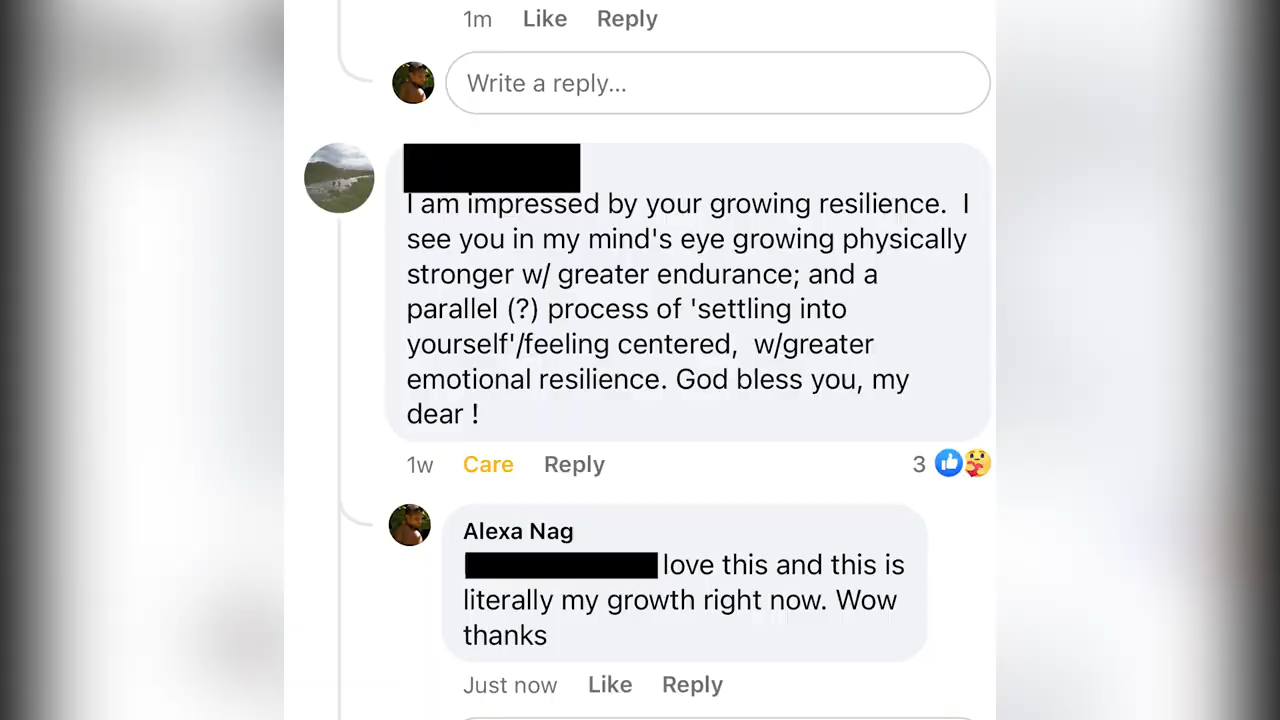 1m Like Reply
Write a reply...
I am impressed by your growing resilience. I
see you in my mind's eye growing physically
stronger w/ greater endurance; and a
parallel (?) process of 'settling into
yourself'/feeling centered, w/greater
emotional resilience. God bless you, my
dear !
1w Care Reply 3
Alexa Nag
love this and this is
literally my growth right now. Wow
thanks
Just now Like Reply